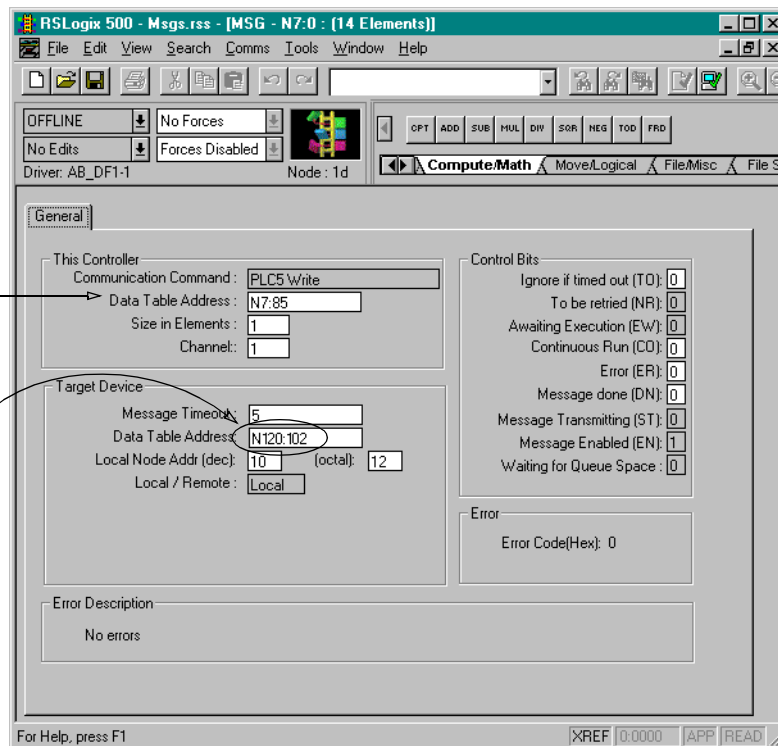 RSLogix 500 - Msgs.rss - [MSG - N7:0 : (14 Elements)]
File Edit View Search Comms Tools Window Help
OFFLINE No Forces
No Edits Forces Disabled
Driver: AB_DF1-1 Node : 1d
CPT ADD SUB MUL DIV SQR NEG TOD FRD
Compute/Math Move/Logical File/Misc File S
General
This Controller
Communication Command : PLC5 Write
Data Table Address : N7:85
Size in Elements : 1
Channel:: 1
Target Device
Message Timeout : 5
Data Table Address: N120:102
Local Node Addr (dec): 10 (octal): 12
Local / Remote : Local
Control Bits
Ignore if timed out (TO): 0
To be retried (NR): 0
Awaiting Execution (EW): 0
Continuous Run (CO): 0
Error (ER): 0
Message done (DN): 0
Message Transmitting (ST): 0
Message Enabled (EN): 1
Waiting for Queue Space : 0
Error
Error Code(Hex): 0
Error Description
No errors
For Help, press F1 XREF 0:0000 APP READ